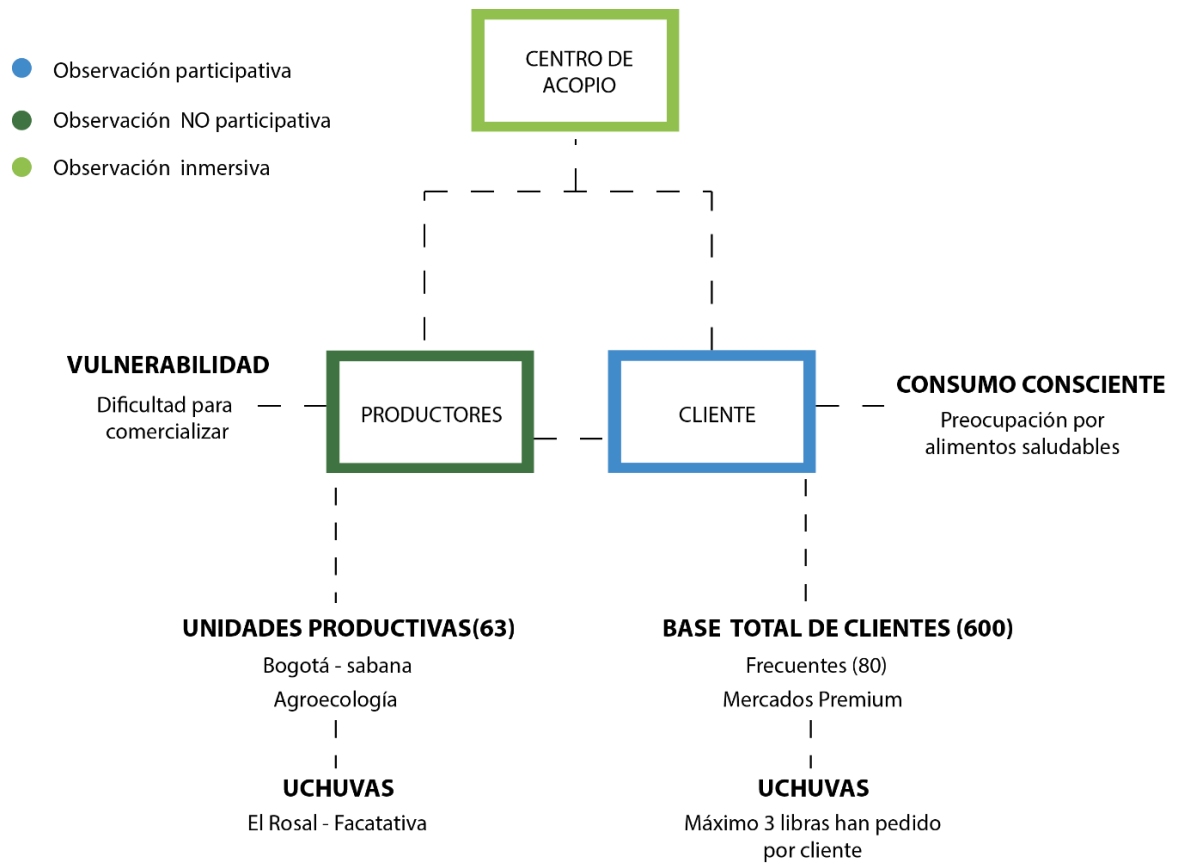 CENTRO DE
ACOPIO
Observación participativa
Observación NO participativa
Observación inmersiva
VULNERABILIDAD
Dificultad para
comercializar
PRODUCTORES
CLIENTE
CONSUMO CONSCIENTE
Preocupación por
alimentos saludables
UNIDADES PRODUCTIVAS(63)
Bogotá - sabana
Agroecología
UCHUVAS
El Rosal - Facatativa
BASE TOTAL DE CLIENTES (600)
Frecuentes (80)
Mercados Premium
UCHUVAS
Máximo 3 libras han pedido
por cliente